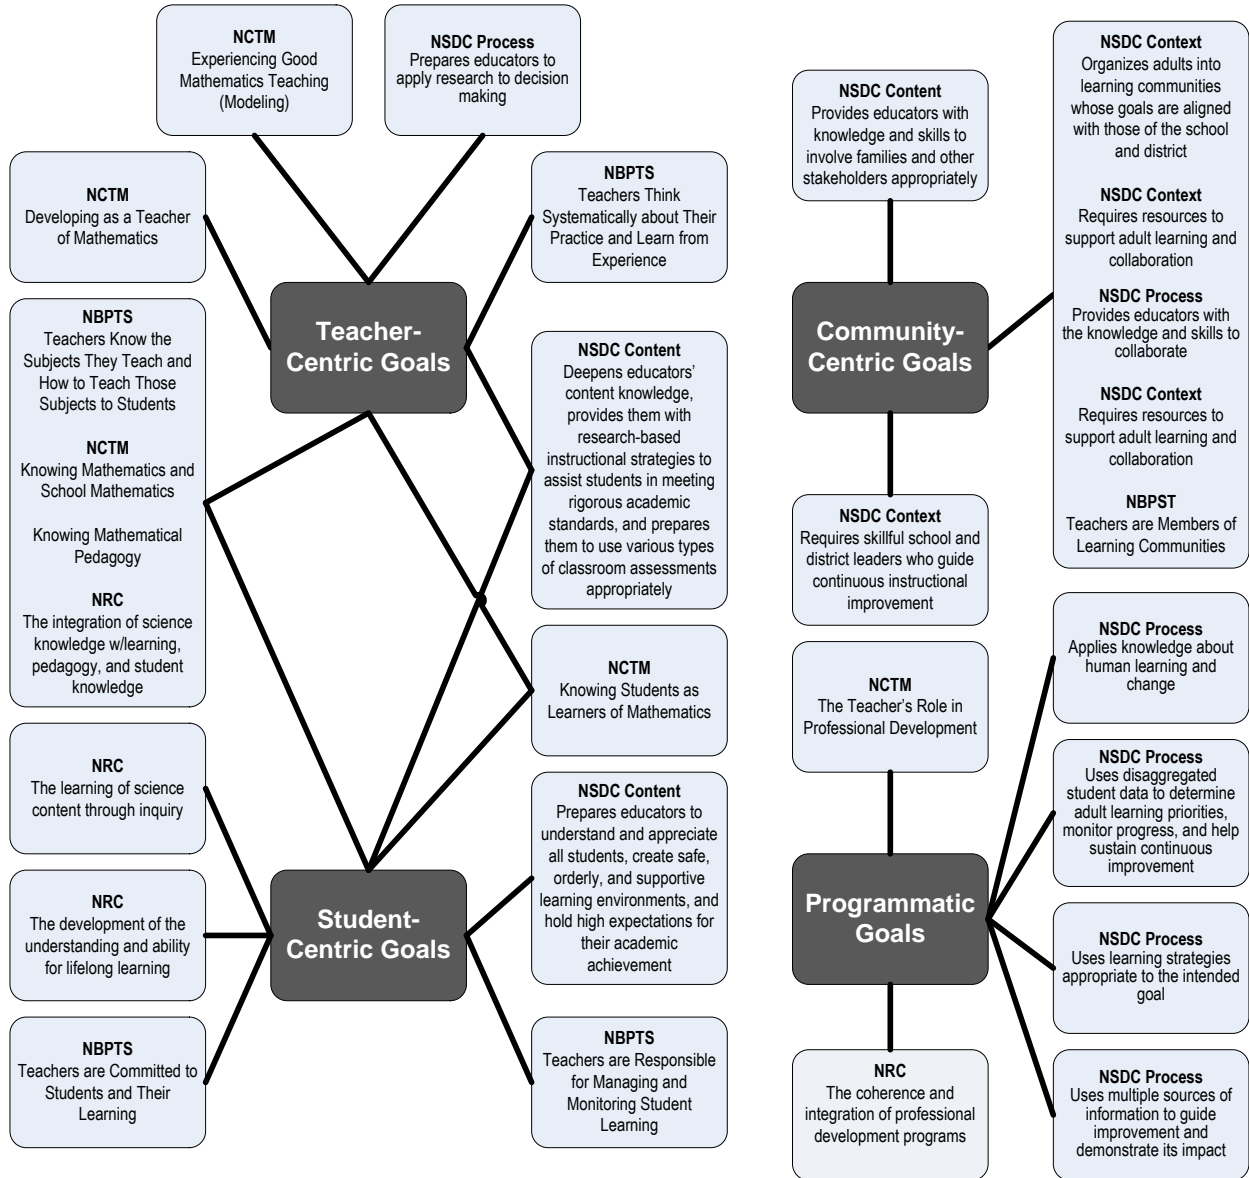 NCTM
Experiencing Good
Mathematics Teaching
(Modeling)
NSDC Process
Prepares educators to
apply research to decision
making
NCTM
Developing as a Teacher
of Mathematics
NBPTS
Teachers Think
Systematically about Their
Practice and Learn from
Experience
Teacher-
Centric Goals
NBPTS
Teachers Know the
Subjects They Teach and
How to Teach Those
Subjects to Students
NCTM
Knowing Mathematics and
School Mathematics
Knowing Mathematical
Pedagogy
NRC
The integration of science
knowledge w/learning,
pedagogy, and student
knowledge
NSDC Content
Deepens educators’
content knowledge,
provides them with
research-based
instructional strategies to
assist students in meeting
rigorous academic
standards, and prepares
them to use various types
of classroom assessments
appropriately
NCTM
Knowing Students as
Learners of Mathematics
NRC
The learning of science
content through inquiry
NRC
The development of the
understanding and ability
for lifelong learning
NBPTS
Teachers are Committed to
Students and Their
Learning
Student-
Centric Goals
NSDC Content
Prepares educators to
understand and appreciate
all students, create safe,
orderly, and supportive
learning environments, and
hold high expectations for
their academic
achievement
NBPTS
Teachers are Responsible
for Managing and
Monitoring Student
Learning
NSDC Content
Provides educators with
knowledge and skills to
involve families and other
stakeholders appropriately
Community-
Centric Goals
NSDC Context
Requires skillful school and
district leaders who guide
continuous instructional
improvement
NSDC Context
Organizes adults into
learning communities
whose goals are aligned
with those of the school
and district
NSDC Context
Requires resources to
support adult learning and
collaboration
NSDC Process
Provides educators with
the knowledge and skills to
collaborate
NSDC Context
Requires resources to
support adult learning and
collaboration
NBPST
Teachers are Members of
Learning Communities
NCTM
The Teacher’s Role in
Professional Development
Programmatic
Goals
NRC
The coherence and
integration of professional
development programs
NSDC Process
Applies knowledge about
human learning and
change
NSDC Process
Uses disaggregated
student data to determine
adult learning priorities,
monitor progress, and help
sustain continuous
improvement
NSDC Process
Uses learning strategies
appropriate to the intended
goal
NSDC Process
Uses multiple sources of
information to guide
improvement and
demonstrate its impact